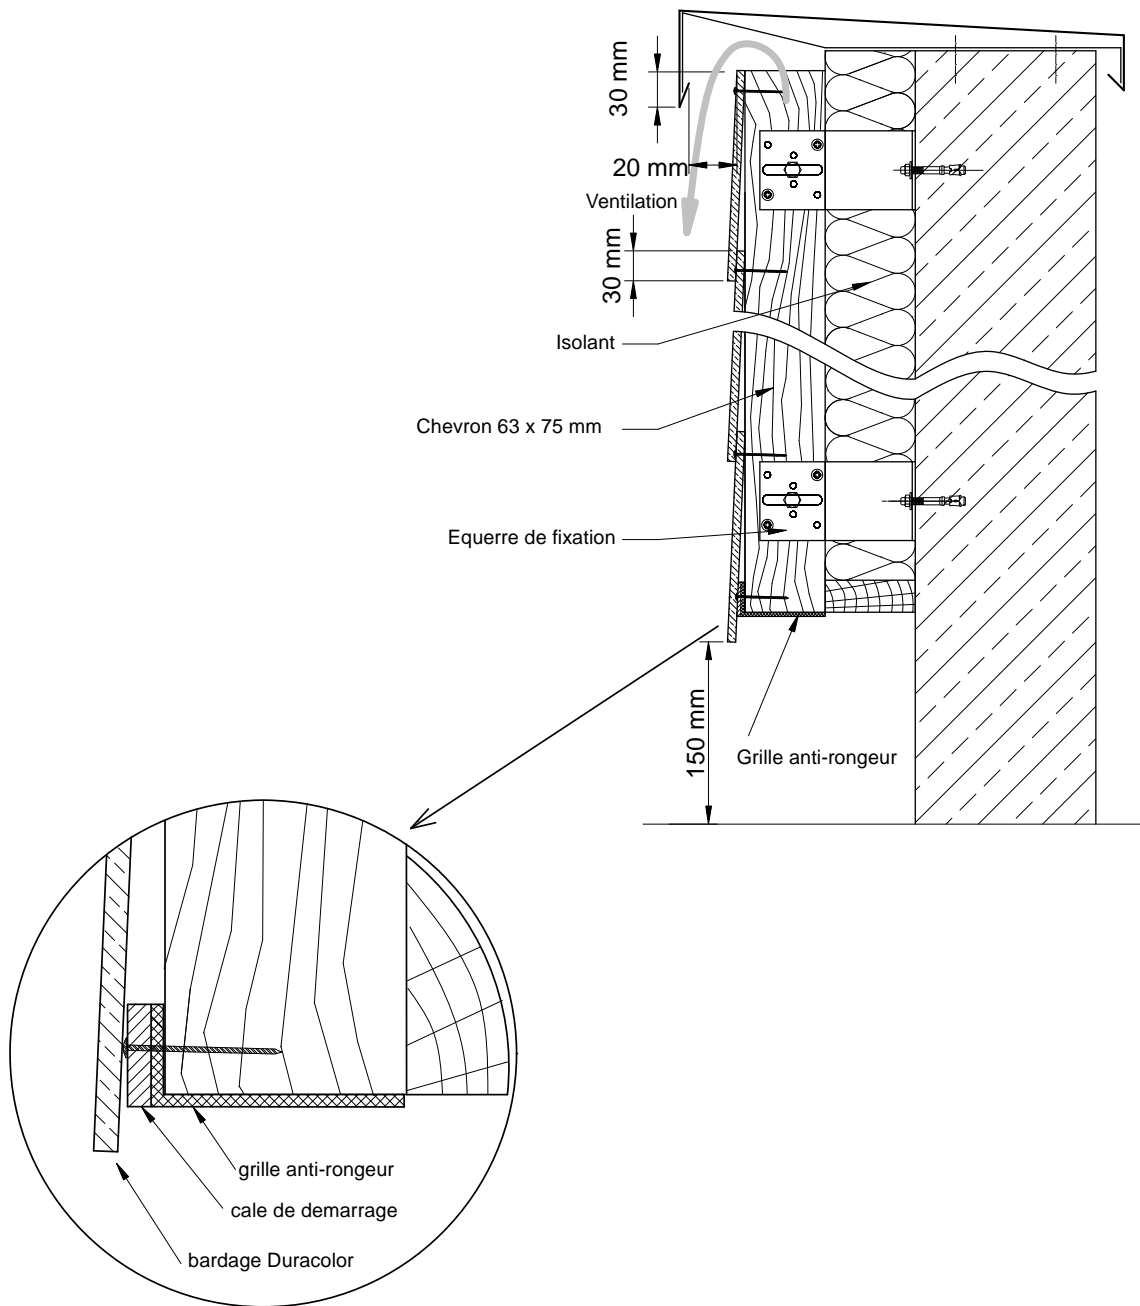 30 mm
20 mm
Ventilation
30 mm
Isolant
Chevron 63 x 75 mm
Equerre de fixation
150 mm
Grille anti-rongeur
grille anti-rongeur
cale de demarrage
bardage Duracolor